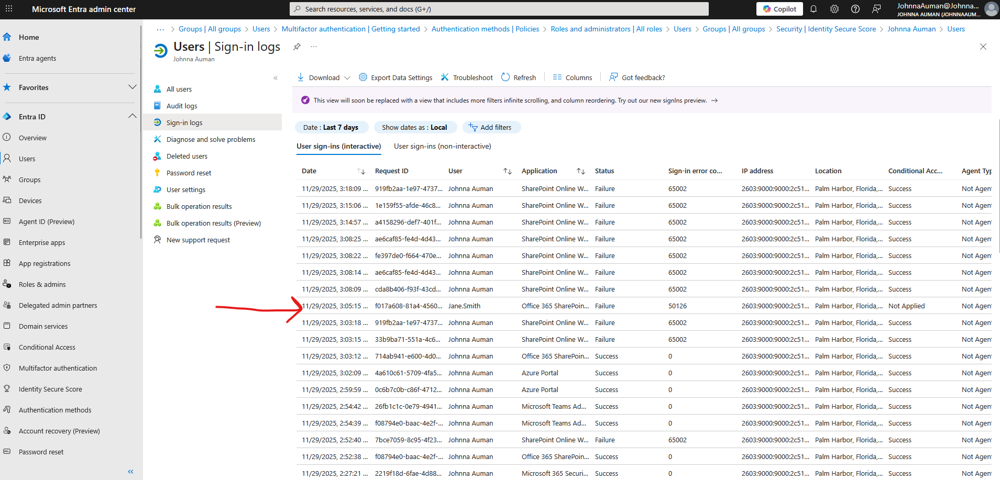 Microsoft Entra admin center
Search resources, services, and docs (G+/)
Copilot
JohnnaAuman@Johnna...
JOHNNA AUMAN (JOHNNAAUM...
Home
Entra agents
Favorites
Entra ID
Overview
Users
Groups
Devices
Agent ID (Preview)
Enterprise apps
App registrations
Roles & admins
Delegated admin partners
Domain services
Conditional Access
Multifactor authentication
Identity Secure Score
Authentication methods
Account recovery (Preview)
Password reset
... > Groups | All groups > Users > Multifactor authentication | Getting started > Authentication methods | Policies > Roles and administrators | All roles > Users > Groups | All groups > Security | Identity Secure Score > Johnna Auman > Users
Users | Sign-in logs
Johnna Auman
All users
Audit logs
Sign-in logs
Diagnose and solve problems
Deleted users
Password reset
User settings
Bulk operation results
Bulk operation results (Preview)
New support request
Download Export Data Settings Troubleshoot Refresh Columns Got feedback?
This view will soon be replaced with a view that includes more filters infinite scrolling, and column reordering. Try out our new signIns preview. →
Date : Last 7 days Show dates as : Local Add filters
User sign-ins (interactive) User sign-ins (non-interactive)
Date Request ID User Application Status Sign-in error co... IP address Location Conditional Acc... Agent Typ
11/29/2025, 3:18:09 ... 919fb2aa-1e97-4737... Johnna Auman SharePoint Online W... Failure 65002 2603:9000:9000:2c51... Palm Harbor, Florida,... Success Not Agent
11/29/2025, 3:15:06 ... 1e159f55-afde-46c8... Johnna Auman SharePoint Online W... Failure 65002 2603:9000:9000:2c51... Palm Harbor, Florida,... Success Not Agent
11/29/2025, 3:14:57 ... a4158296-def7-401f... Johnna Auman SharePoint Online W... Failure 65002 2603:9000:9000:2c51... Palm Harbor, Florida,... Success Not Agent
11/29/2025, 3:08:25 ... ae6caf85-fe4d-4d43... Johnna Auman SharePoint Online W... Failure 65002 2603:9000:9000:2c51... Palm Harbor, Florida,... Success Not Agent
11/29/2025, 3:08:22 ... fe397de0-f664-470e... Johnna Auman SharePoint Online W... Failure 65002 2603:9000:9000:2c51... Palm Harbor, Florida,... Success Not Agent
11/29/2025, 3:08:14 ... ae6caf85-fe4d-4d43... Johnna Auman SharePoint Online W... Failure 65002 2603:9000:9000:2c51... Palm Harbor, Florida,... Success Not Agent
11/29/2025, 3:08:09 ... cda8b406-f93f-43cd... Johnna Auman SharePoint Online W... Failure 65002 2603:9000:9000:2c51... Palm Harbor, Florida,... Success Not Agent
11/29/2025, 3:05:15 ... f017a608-81a4-4560... Jane.Smith Office 365 SharePoin... Failure 50126 2603:9000:9000:2c51... Palm Harbor, Florida,... Not Applied Not Agent
11/29/2025, 3:03:18 ... 919fb2aa-1e97-4737... Johnna Auman SharePoint Online W... Failure 65002 2603:9000:9000:2c51... Palm Harbor, Florida,... Success Not Agent
11/29/2025, 3:03:15 ... 33b9ba71-551a-4c6... Johnna Auman SharePoint Online W... Failure 65002 2603:9000:9000:2c51... Palm Harbor, Florida,... Success Not Agent
11/29/2025, 3:03:12 ... 714ab941-e600-4d0... Johnna Auman Office 365 SharePoin... Success 0 2603:9000:9000:2c51... Palm Harbor, Florida,... Success Not Agent
11/29/2025, 3:02:09 ... 4a610c61-5709-4fa5... Johnna Auman Azure Portal Success 0 2603:9000:9000:2c51... Palm Harbor, Florida,... Success Not Agent
11/29/2025, 2:59:59 ... 0c6b7c0b-c86f-4712... Johnna Auman Azure Portal Success 0 2603:9000:9000:2c51... Palm Harbor, Florida,... Success Not Agent
11/29/2025, 2:54:42 ... 26fb1c1c-0e79-4941... Johnna Auman Microsoft Teams Ad... Success 0 2603:9000:9000:2c51... Palm Harbor, Florida,... Success Not Agent
11/29/2025, 2:54:39 ... f08794e0-baac-4e2f-... Johnna Auman Microsoft Teams Ad... Success 0 2603:9000:9000:2c51... Palm Harbor, Florida,... Success Not Agent
11/29/2025, 2:52:40 ... 7bce7059-8c95-4f23... Johnna Auman SharePoint Online W... Failure 65002 2603:9000:9000:2c51... Palm Harbor, Florida,... Success Not Agent
11/29/2025, 2:52:38 ... f08794e0-baac-4e2f-... Johnna Auman Office 365 SharePoin... Success 0 2603:9000:9000:2c51... Palm Harbor, Florida,... Success Not Agent
11/29/2025, 2:27:21 ... 2219f18d-6fae-4d88... Johnna Auman Microsoft 365 Securi... Success 0 2603:9000:9000:2c51... Palm Harbor, Florida,... Success Not Agent